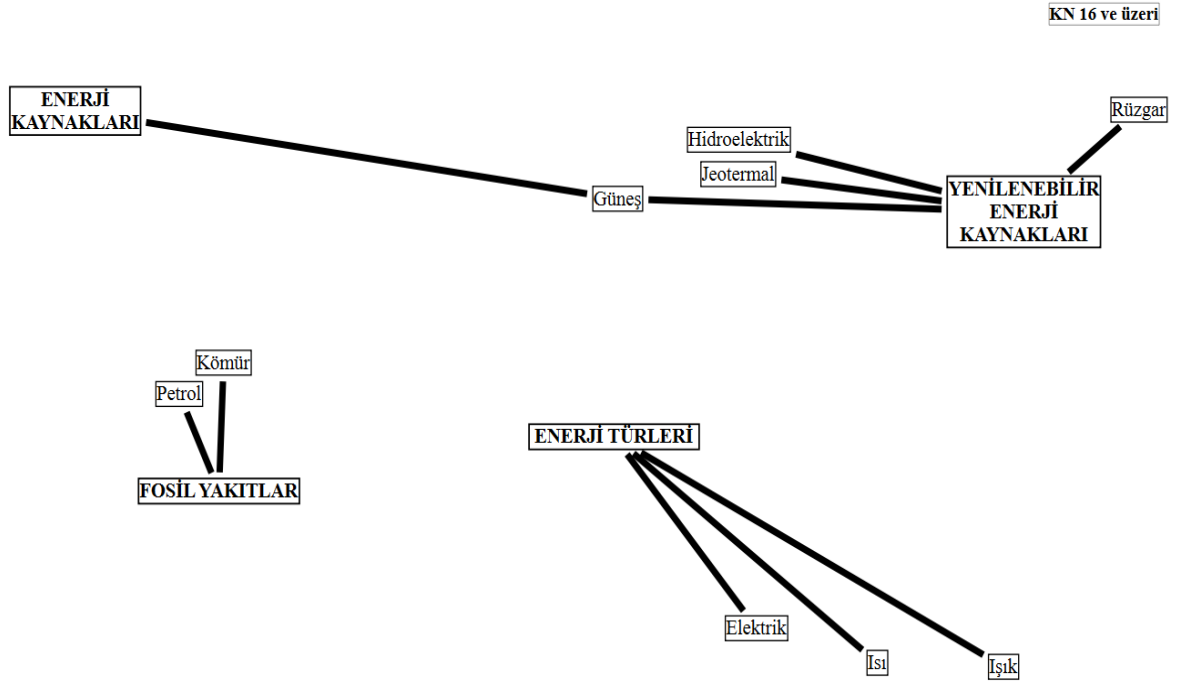 KN 16 ve üzeri
ENERJİ
KAYNAKLARI
Rüzgar
Hidroelektrik
Jeotermal
Güneş
YENİLENEBİLİR
ENERJİ
KAYNAKLARI
Kömür
Petrol
FOSİL YAKITLAR
ENERJİ TÜRLERİ
Elektrik
Isı
Işık